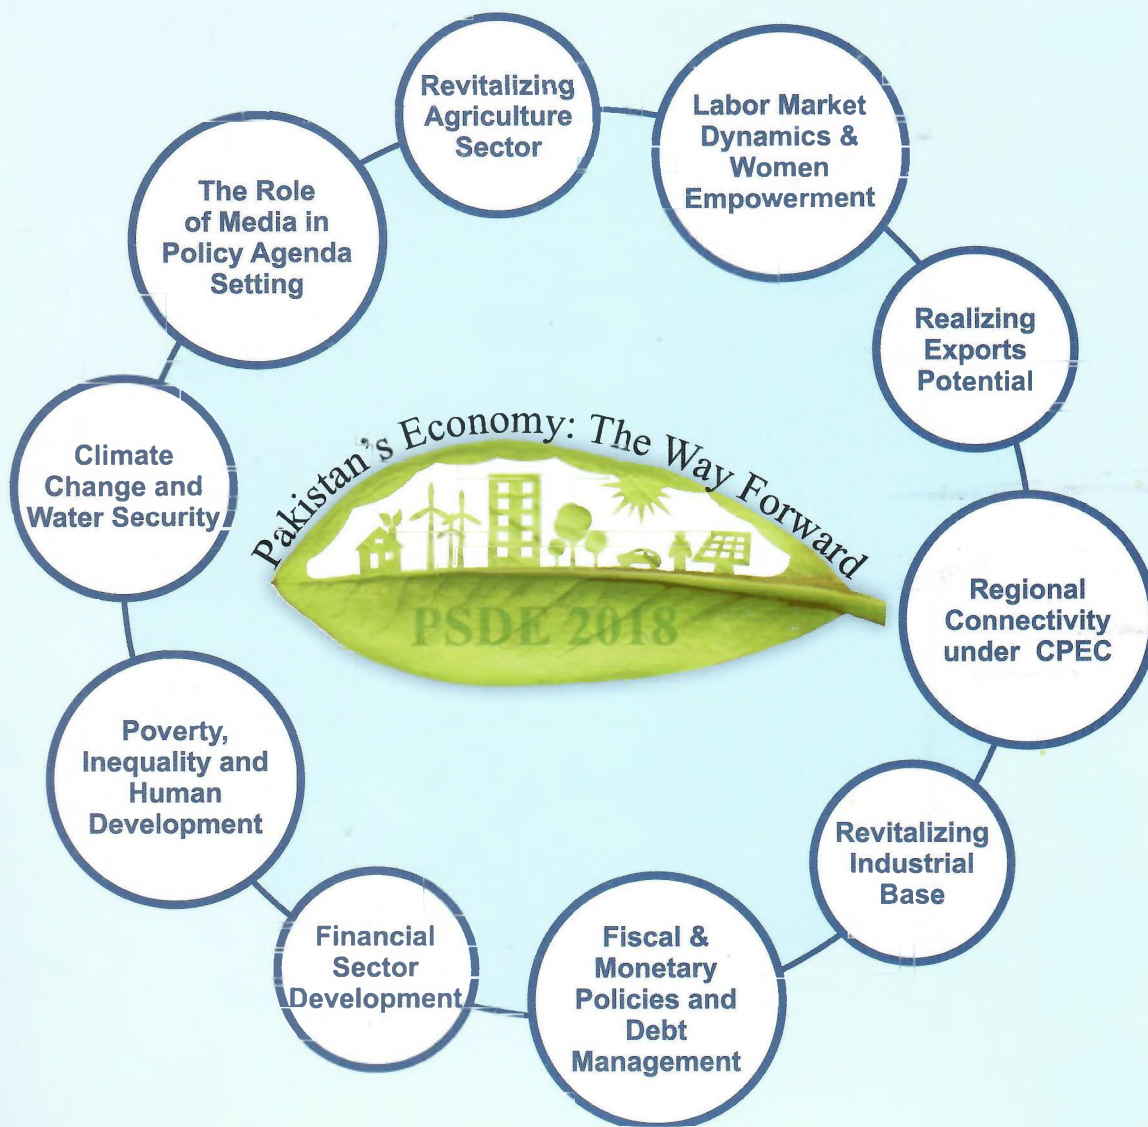 Revitalizing
Agriculture
Sector
Labor Market
Dynamics &
Women
Empowerment
Realizing
Exports
Potential
Regional
Connectivity
under CPEC
Revitalizing
Industrial
Base
Fiscal &
Monetary
Policies and
Debt
Management
Financial
Sector
Development
Poverty,
Inequality and
Human
Development
Climate
Change and
Water Security
The Role
of Media in
Policy Agenda
Setting
Pakistan's Economy: The Way Forward
PSDE 2018